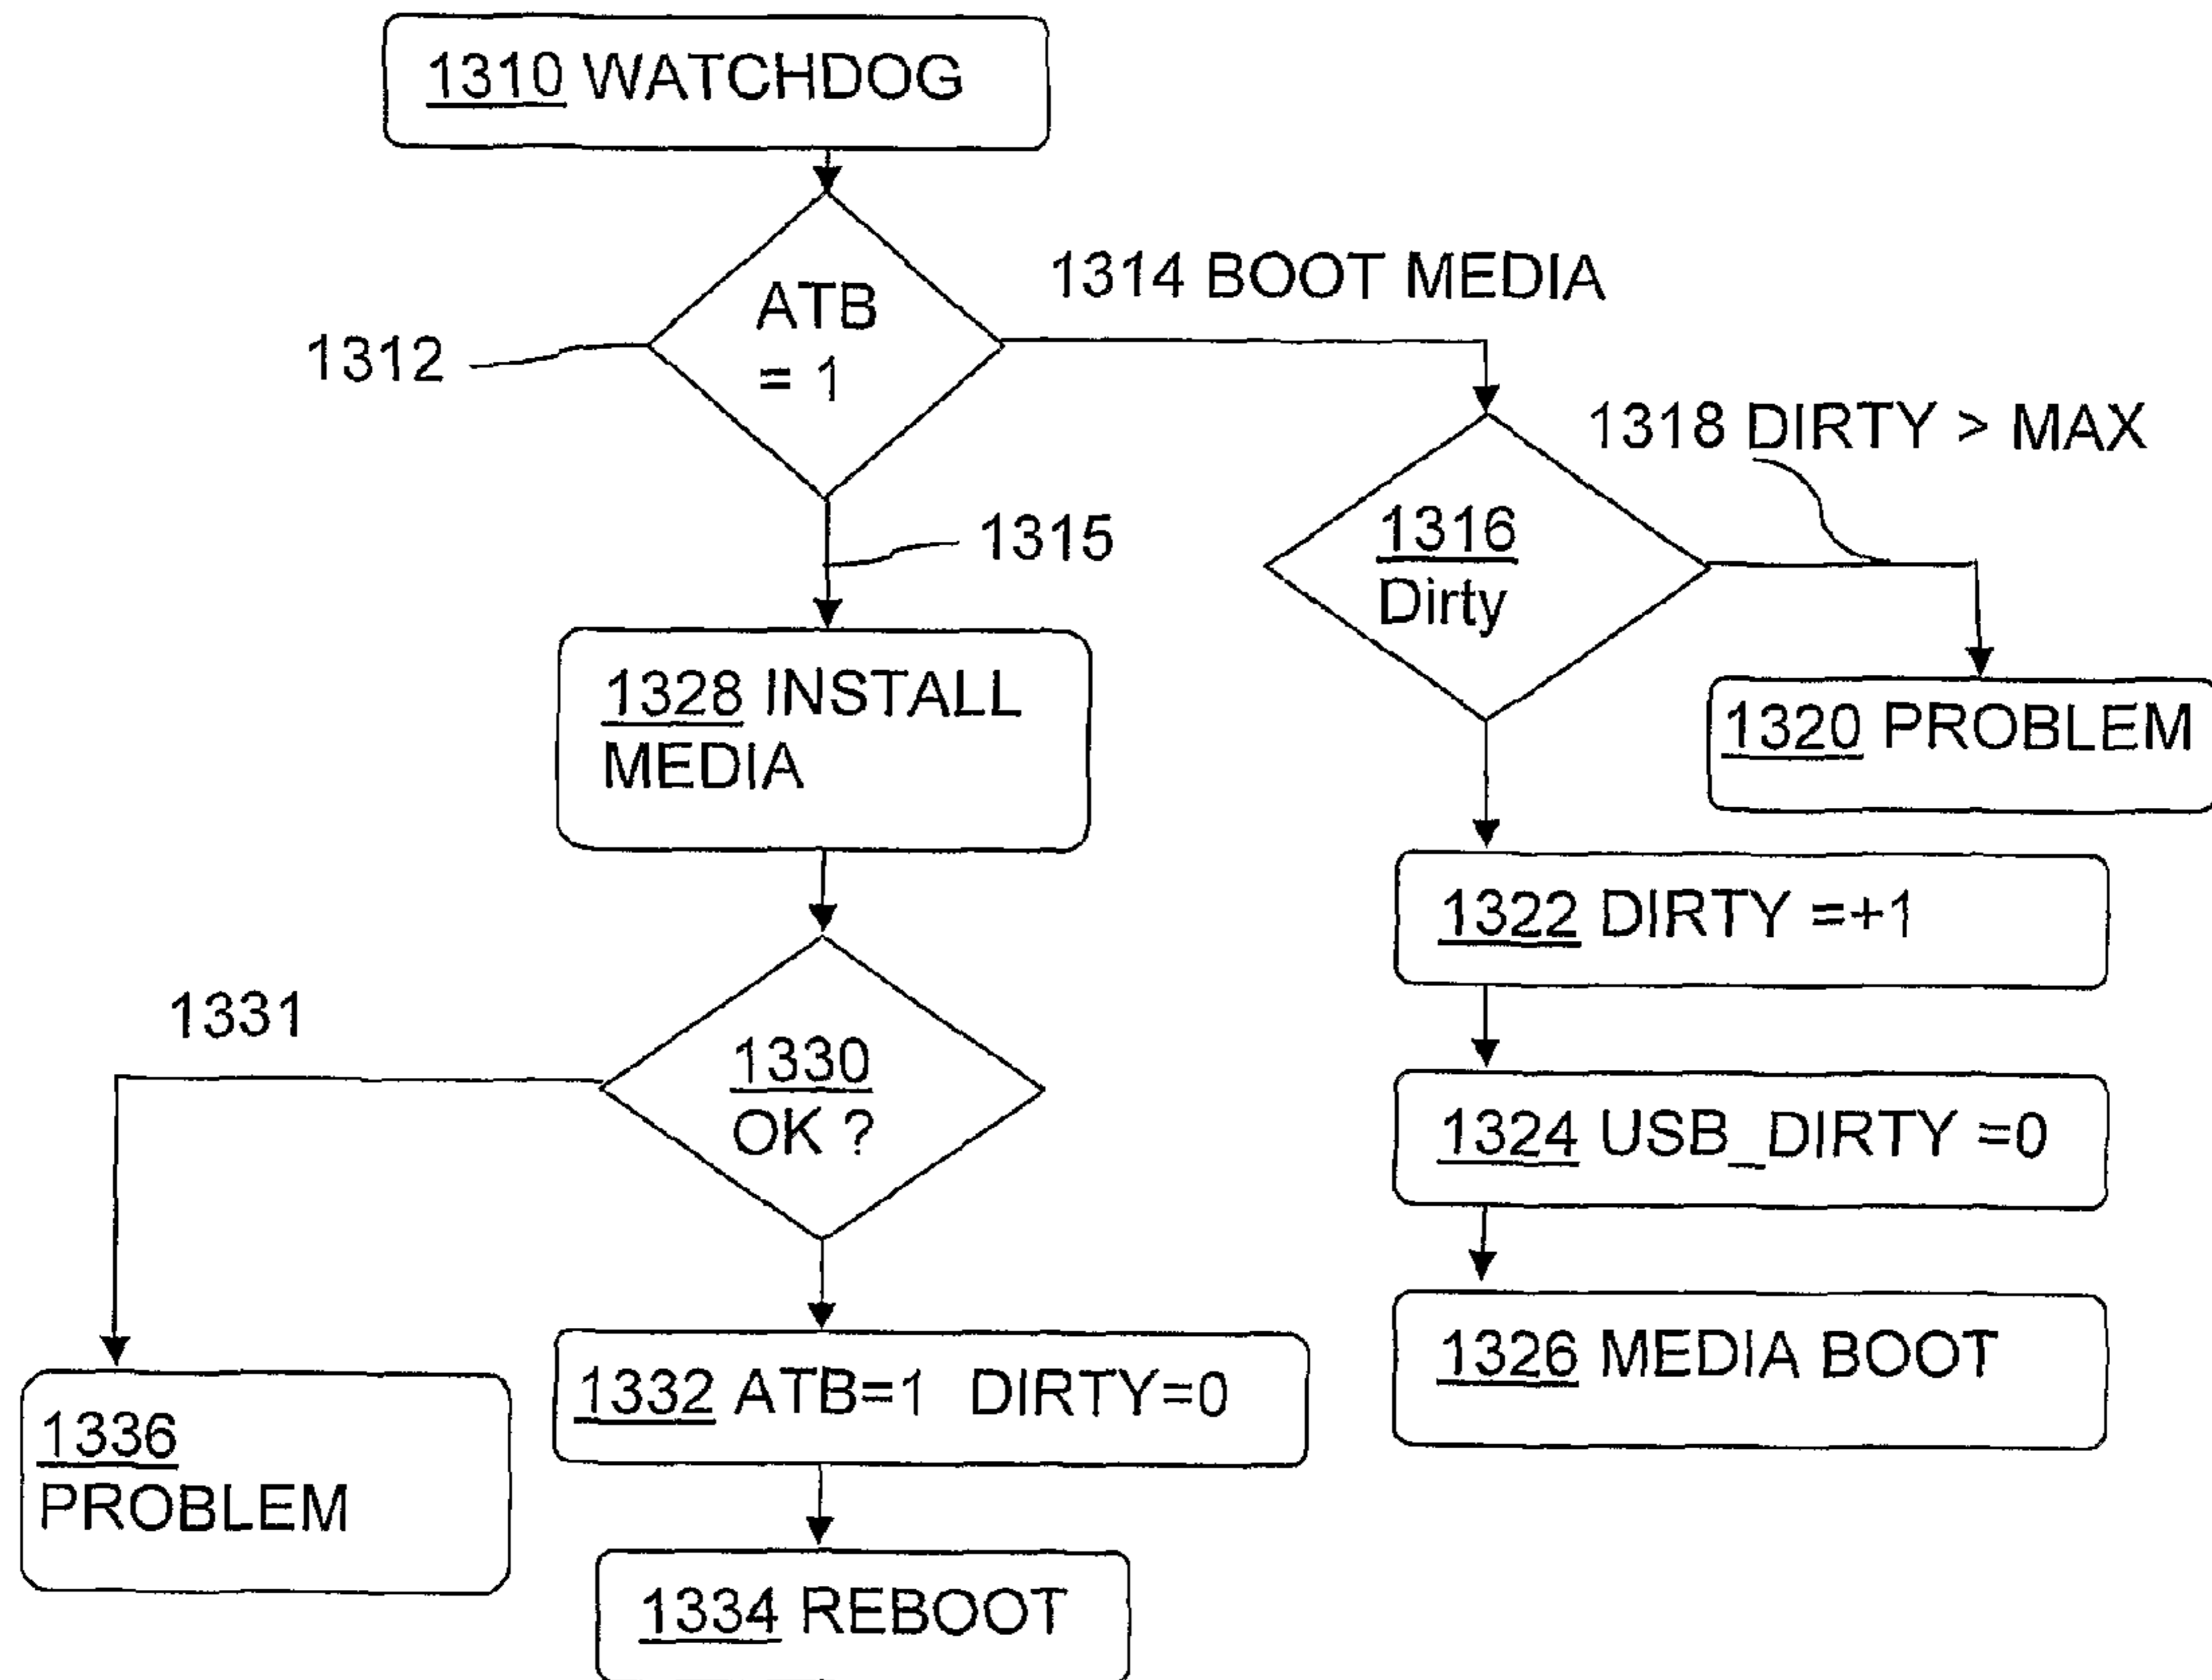 1310 WATCHDOG
ATB
= 1
1312
1314 BOOT MEDIA
1315
1316
Dirty
1318 DIRTY > MAX
1320 PROBLEM
1328 INSTALL
MEDIA
1322 DIRTY =+1
1324 USB_DIRTY =0
1326 MEDIA BOOT
1330
OK ?
1331
1332 ATB=1 DIRTY=0
1336
PROBLEM
1334 REBOOT